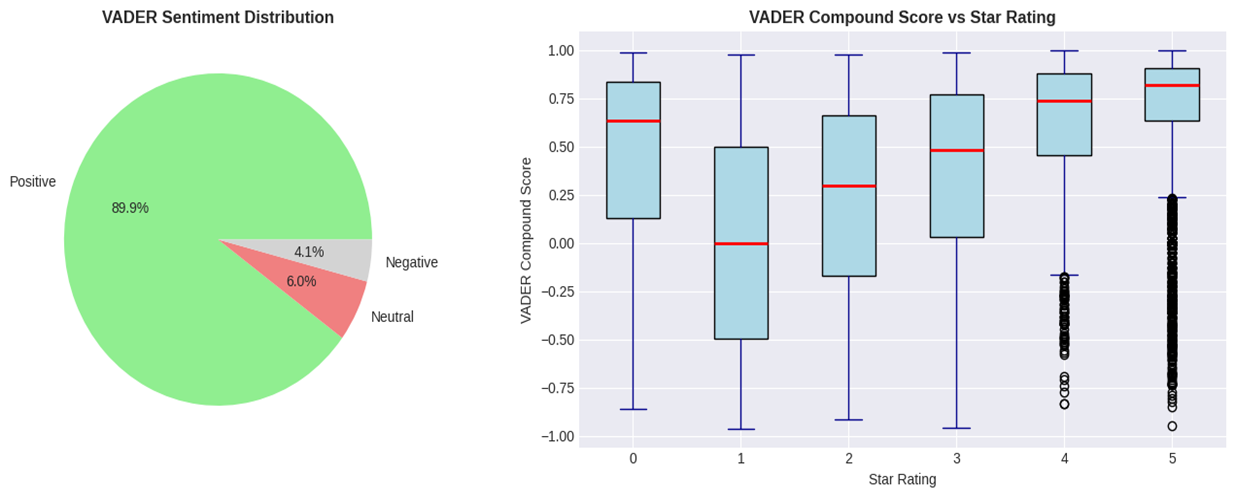 VADER Sentiment Distribution
Positive
89.9%
4.1%
Negative
6.0%
Neutral
VADER Compound Score vs Star Rating
VADER Compound Score
1.00
0.75
0.50
0.25
0.00
−0.25
−0.50
−0.75
−1.00
0 1 2 3 4 5
Star Rating